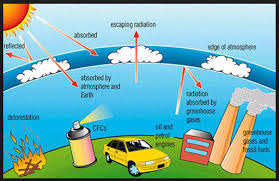 escaping radiation
reflected
absorbed
edge of atmosphere
absorbed by
atmosphere and
Earth
radiation
absorbed by
greenhouse
gases
deforestation
CFCs
oil and
petrol
engines
greenhouse
gases and
fossil fuels